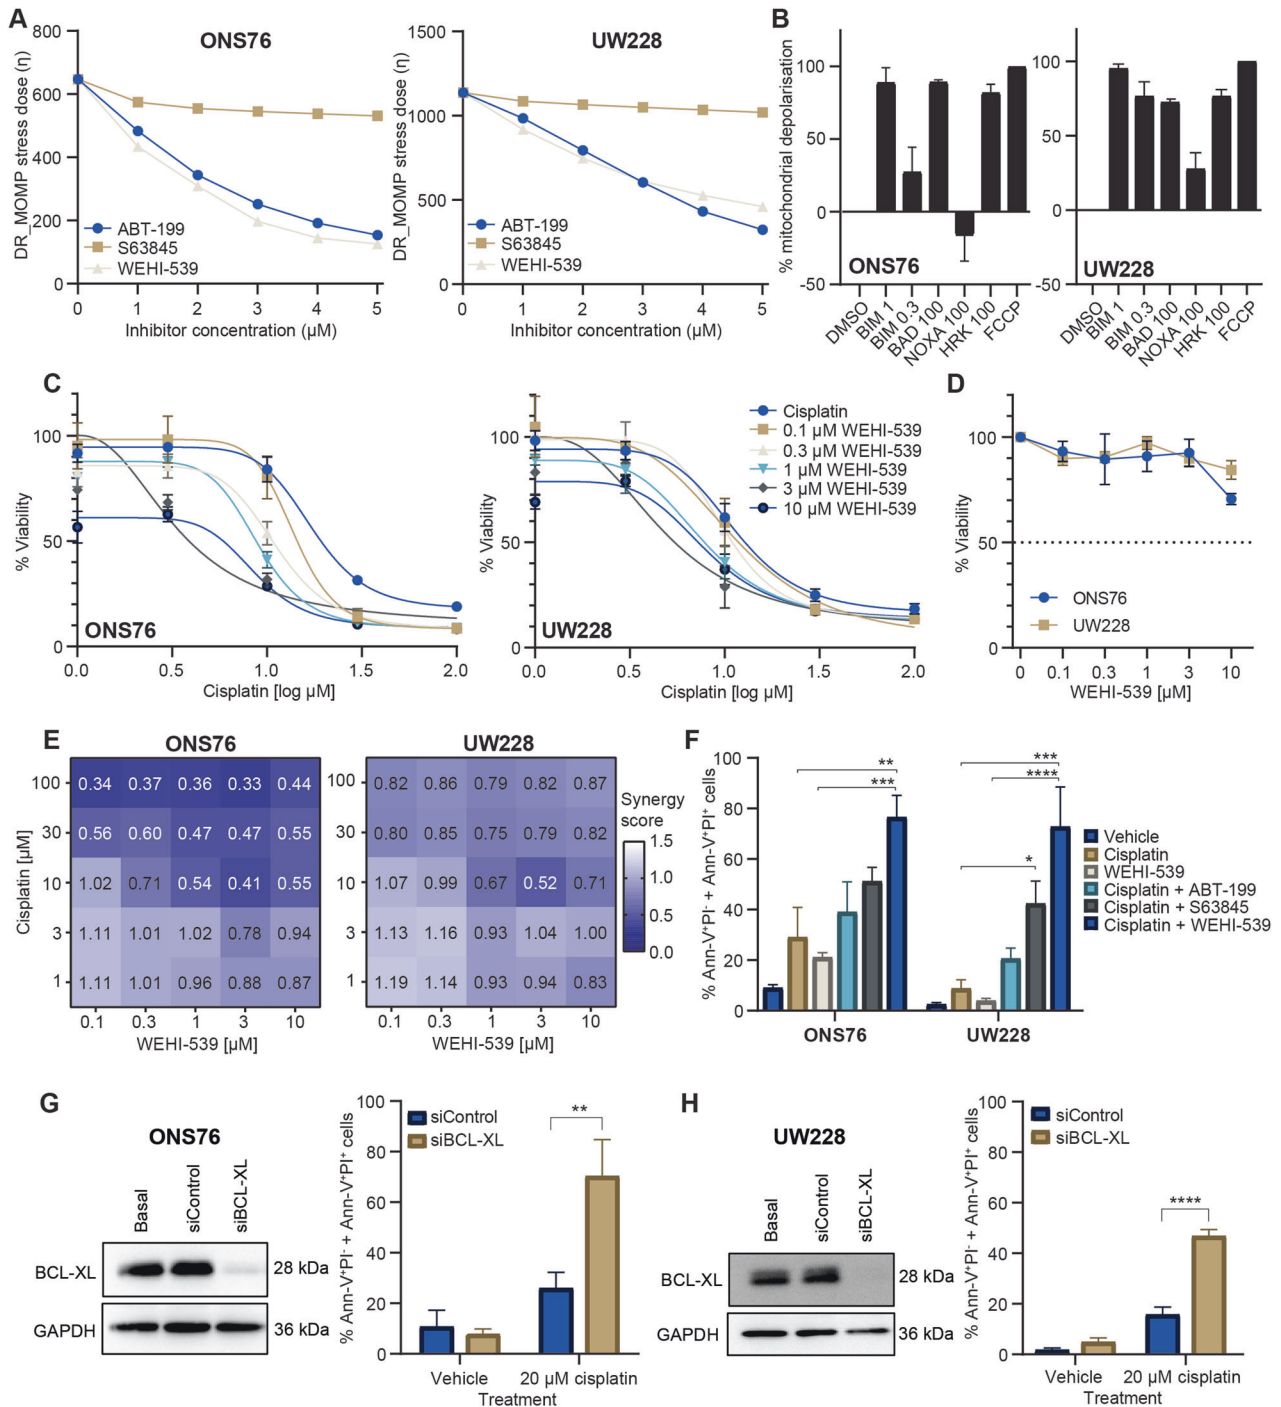 A
ONS76
DR_MOMP stress dose (η)
800
600
400
200
0
ABT-199
S63845
WEHI-539
0 1 2 3 4 5
Inhibitor concentration (µM)
UW228
DR_MOMP stress dose (η)
1500
1000
500
0
ABT-199
S63845
WEHI-539
0 1 2 3 4 5
Inhibitor concentration (µM)
B
% mitochondrial depolarisation
100
50
0
-50
ONS76
DMSO
BIM 1
BIM 0.3
BAD 100
NOXA 100
HRK 100
FCCP
100
50
0
-50
UW228
DMSO
BIM 1
BIM 0.3
BAD 100
NOXA 100
HRK 100
FCCP
C
% Viability
100
50
0
ONS76
0.0 0.5 1.0 1.5 2.0
Cisplatin [log µM]
% Viability
100
50
0
UW228
0.0 0.5 1.0 1.5 2.0
Cisplatin [log µM]
Cisplatin
0.1 µM WEHI-539
0.3 µM WEHI-539
1 µM WEHI-539
3 µM WEHI-539
10 µM WEHI-539
D
% Viability
100
50
0
ONS76
UW228
0 0.1 0.3 1 3 10
WEHI-539 [µM]
E
ONS76
Cisplatin [µM]
100 0.34 0.37 0.36 0.33 0.44
30 0.56 0.60 0.47 0.47 0.55
10 1.02 0.71 0.54 0.41 0.55
3 1.11 1.01 1.02 0.78 0.94
1 1.11 1.01 0.96 0.88 0.87
0.1 0.3 1 3 10
WEHI-539 [µM]
UW228
100 0.82 0.86 0.79 0.82 0.87
30 0.80 0.85 0.75 0.79 0.82
10 1.07 0.99 0.67 0.52 0.71
3 1.13 1.16 0.93 1.04 1.00
1 1.19 1.14 0.93 0.94 0.83
0.1 0.3 1 3 10
WEHI-539 [µM]
Synergy
score
1.5
1.0
0.5
0.0
F
% Ann-V⁺PI⁻ + Ann-V⁺PI⁺ cells
100
80
60
40
20
0
**
***
***
****
*
ONS76 UW228
Vehicle
Cisplatin
WEHI-539
Cisplatin + ABT-199
Cisplatin + S63845
Cisplatin + WEHI-539
G
ONS76
Basal
siControl
siBCL-XL
BCL-XL 28 kDa
GAPDH 36 kDa
% Ann-V⁺PI⁻ + Ann-V⁺PI⁺ cells
100
80
60
40
20
0
siControl
siBCL-XL
**
Vehicle 20 µM cisplatin
Treatment
H
UW228
Basal
siControl
siBCL-XL
BCL-XL 28 kDa
GAPDH 36 kDa
% Ann-V⁺PI⁻ + Ann-V⁺PI⁺ cells
100
80
60
40
20
0
siControl
siBCL-XL
****
Vehicle 20 µM cisplatin
Treatment